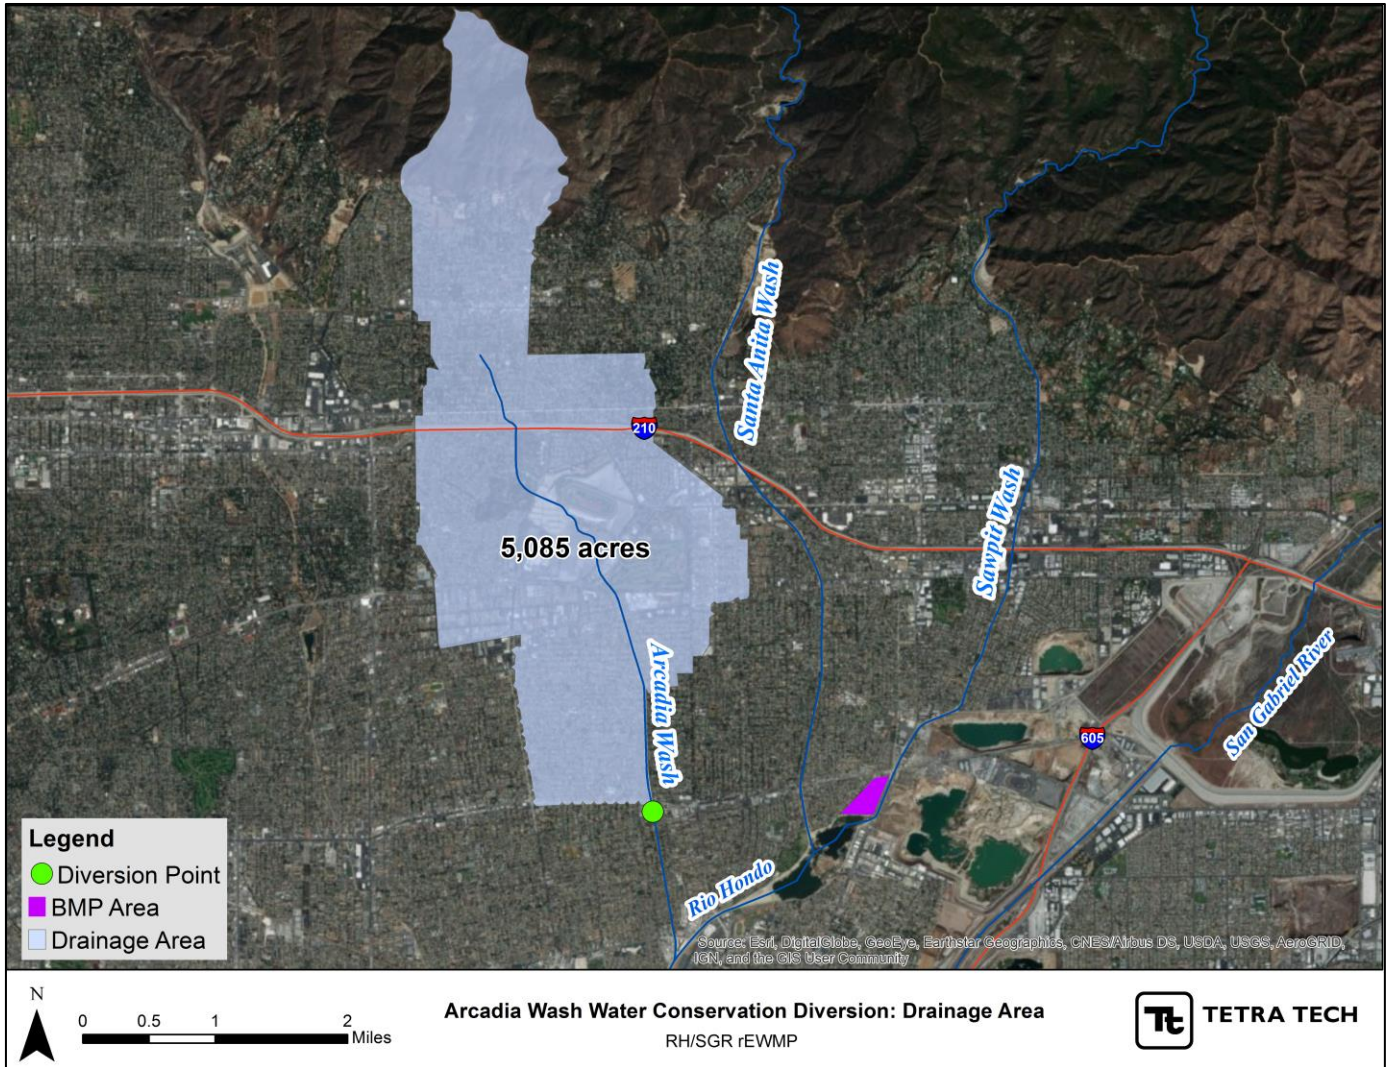 Santa Anita Wash
210
Sawpit Wash
5,085 acres
Arcadia Wash
San Gabriel River
605
Rio Hondo
Legend
Diversion Point
BMP Area
Drainage Area
Source: Esri, DigitalGlobe, GeoEye, Earthstar Geographics, CNES/Airbus DS, USDA, USGS, AeroGRID,
IGN, and the GIS User Community
N
0 0.5 1 2
Miles
Arcadia Wash Water Conservation Diversion: Drainage Area
RH/SGR rEWMP
Tt TETRA TECH